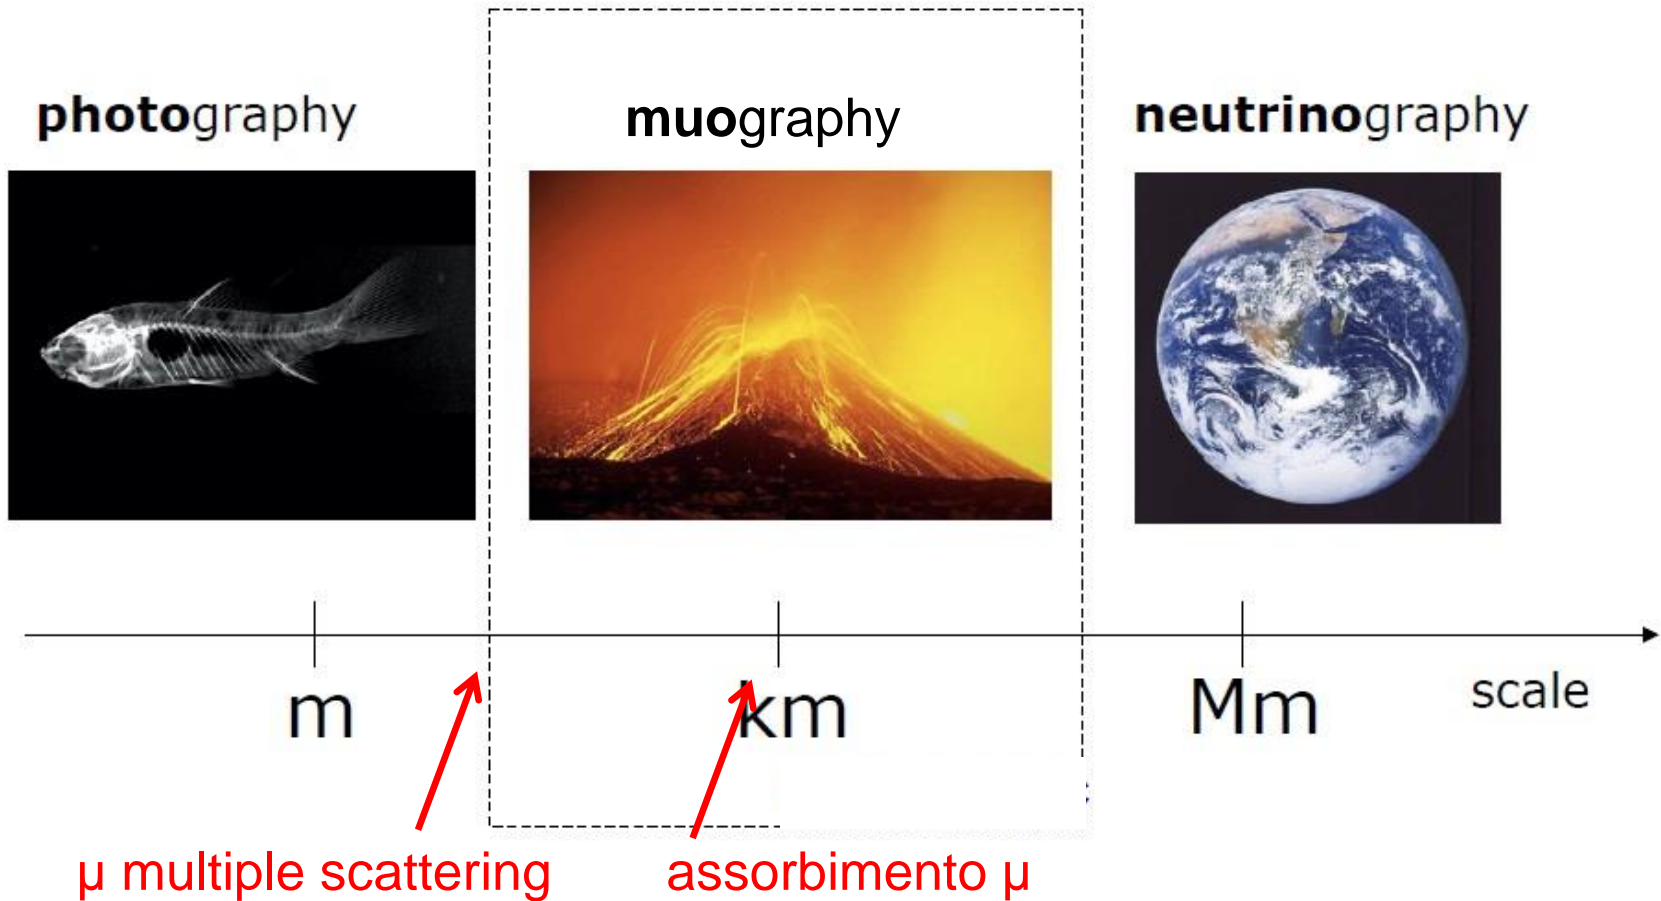 photography
muography
neutrinography
m
km
Mm
scale
μ multiple scattering
assorbimento μ